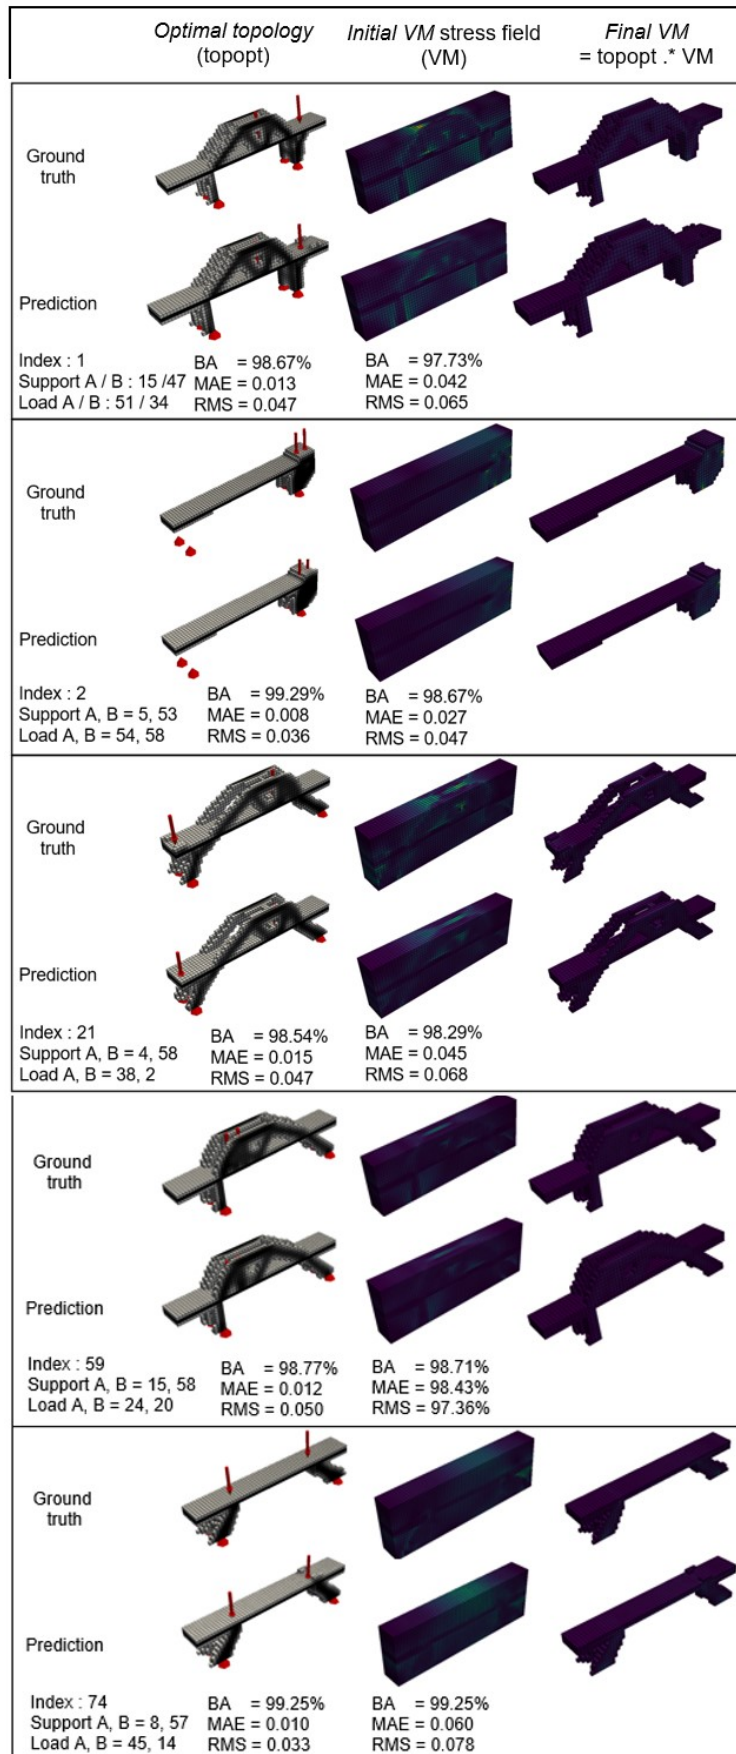 Optimal topology
(topopt)
Initial VM stress field
(VM)
Final VM
= topopt .* VM
Ground
truth
Prediction
Index : 1
Support A / B : 15 /47
Load A / B : 51 / 34
BA = 98.67%
MAE = 0.013
RMS = 0.047
BA = 97.73%
MAE = 0.042
RMS = 0.065
Ground
truth
Prediction
Index : 2
Support A, B = 5, 53
Load A, B = 54, 58
BA = 99.29%
MAE = 0.008
RMS = 0.036
BA = 98.67%
MAE = 0.027
RMS = 0.047
Ground
truth
Prediction
Index : 21
Support A, B = 4, 58
Load A, B = 38, 2
BA = 98.54%
MAE = 0.015
RMS = 0.047
BA = 98.29%
MAE = 0.045
RMS = 0.068
Ground
truth
Prediction
Index : 59
Support A, B = 15, 58
Load A, B = 24, 20
BA = 98.77%
MAE = 0.012
RMS = 0.050
BA = 98.71%
MAE = 98.43%
RMS = 97.36%
Ground
truth
Prediction
Index : 74
Support A, B = 8, 57
Load A, B = 45, 14
BA = 99.25%
MAE = 0.010
RMS = 0.033
BA = 99.25%
MAE = 0.060
RMS = 0.078